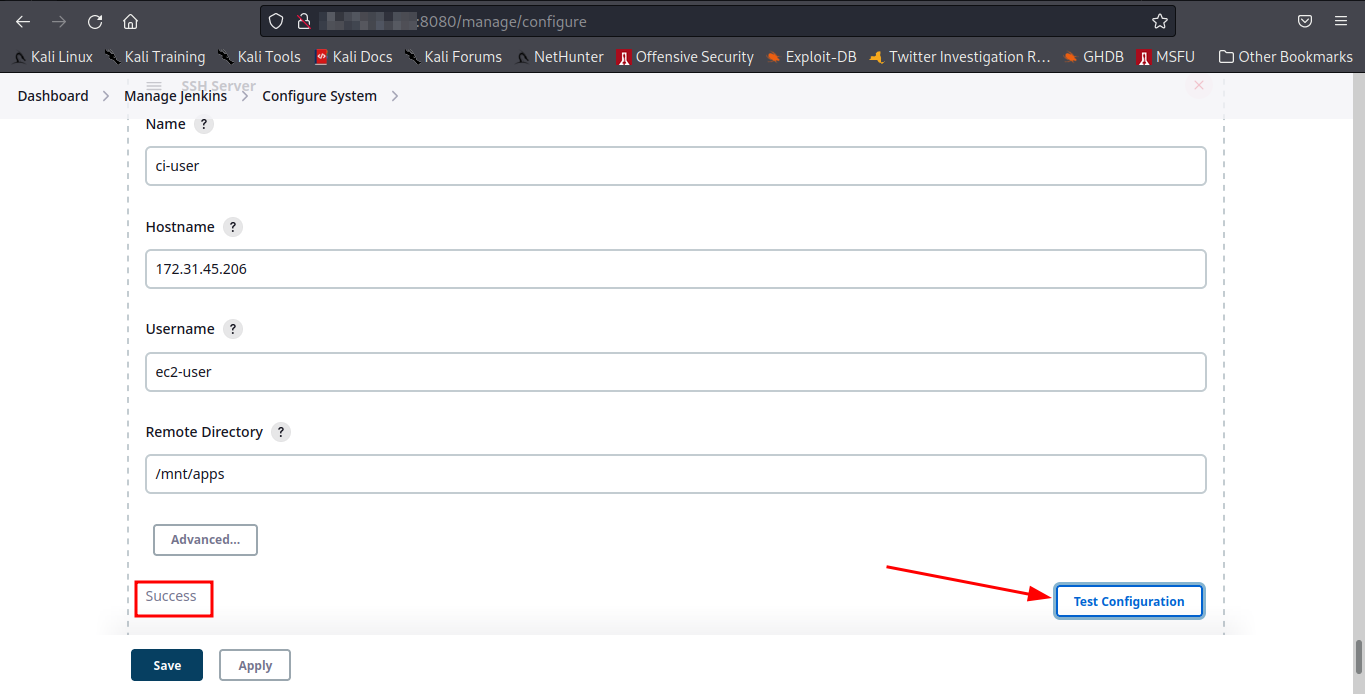 :8080/manage/configure
Kali Linux Kali Training Kali Tools Kali Docs Kali Forums NetHunter Offensive Security Exploit-DB Twitter Investigation R... GHDB MSFU Other Bookmarks
SSH Server
Dashboard Manage Jenkins Configure System
Name ?
ci-user
Hostname ?
172.31.45.206
Username ?
ec2-user
Remote Directory ?
/mnt/apps
Advanced...
Success
Test Configuration
Save Apply